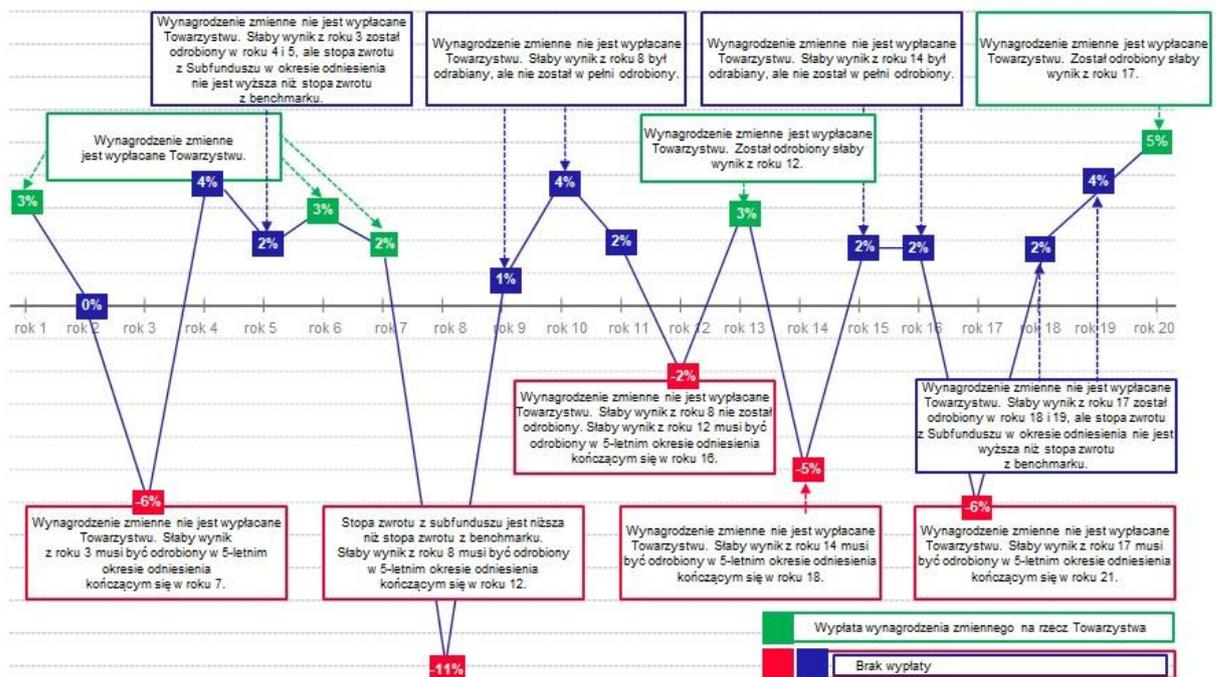 Wynagrodzenie zmienne nie jest wypłacane
Towarzystwu. Słaby wynik z roku 3 został
odrobiony w roku 4 i 5, ale stopa zwrotu
z Subfunduszu w okresie odniesienia
nie jest wyższa niż stopa zwrotu
z benchmarku.
Wynagrodzenie zmienne nie jest wypłacane
Towarzystwu. Słaby wynik z roku 8 był
odrabiany, ale nie został w pełni odrobiony.
Wynagrodzenie zmienne nie jest wypłacane
Towarzystwu. Słaby wynik z roku 14 był
odrabiany, ale nie został w pełni odrobiony.
Wynagrodzenie zmienne jest wypłacane
Towarzystwu. Został odrobiony słaby
wynik z roku 17.
Wynagrodzenie zmienne
jest wypłacane Towarzystwu.
Wynagrodzenie zmienne jest wypłacane
Towarzystwu. Został odrobiony słaby
wynik z roku 12.
3%
0%
-6%
4%
2%
3%
2%
-11%
1%
4%
2%
-2%
3%
-5%
2%
2%
-6%
2%
4%
5%
rok 1
rok 2
rok 3
rok 4
rok 5
rok 6
rok 7
rok 8
rok 9
rok 10
rok 11
rok 12
rok 13
rok 14
rok 15
rok 16
rok 17
rok 18
rok 19
rok 20
Wynagrodzenie zmienne nie jest wypłacane
Towarzystwu. Słaby wynik z roku 8 nie został
odrobiony. Słaby wynik z roku 12 musi być
odrobiony w 5-letnim okresie odniesienia
kończącym się w roku 16.
Wynagrodzenie zmienne nie jest wypłacane
Towarzystwu. Słaby wynik z roku 17 został
odrobiony w roku 18 i 19, ale stopa zwrotu
z Subfunduszu w okresie odniesienia nie jest
wyższa niż stopa zwrotu
z benchmarku.
Wynagrodzenie zmienne nie jest wypłacane
Towarzystwu. Słaby wynik
z roku 3 musi być odrobiony w 5-letnim
okresie odniesienia
kończącym się w roku 7.
Stopa zwrotu z subfunduszu jest niższa
niż stopa zwrotu z benchmarku.
Słaby wynik z roku 8 musi być odrobiony
w 5-letnim okresie odniesienia
kończącym się w roku 12.
Wynagrodzenie zmienne nie jest wypłacane
Towarzystwu. Słaby wynik z roku 14 musi
być odrobiony w 5-letnim okresie odniesienia
kończącym się w roku 18.
Wynagrodzenie zmienne nie jest wypłacane
Towarzystwu. Słaby wynik z roku 17 musi
być odrobiony w 5-letnim okresie odniesienia
kończącym się w roku 21.
Wypłata wynagrodzenia zmiennego na rzecz Towarzystwa
Brak wypłaty